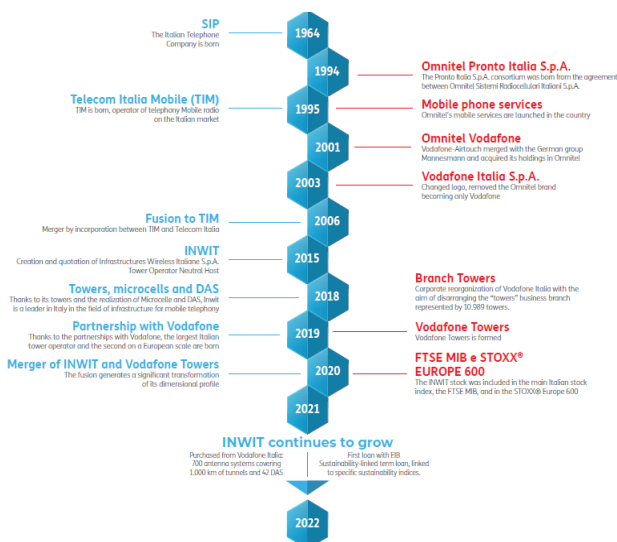 SIP
The Italian Telephone
Company is born
1964
1994
Omnitel Pronto Italia S.p.A.
The Pronto Italia S.p.A. consortium was born from the agreement
between Omnitel Sistemi Radiocellulari Italiani S.p.A.
Telecom Italia Mobile (TIM)
TIM is born, operator of telephony Mobile radio
on the Italian market
1995
Mobile phone services
Omnitel's mobile services are launched in the country
2001
Omnitel Vodafone
Vodafone-Airtouch merged with the German group
Mannesmann and acquired its holdings in Omnitel
2003
Vodafone Italia S.p.A.
Changed logo, removed the Omnitel brand
becoming only Vodafone
Fusion to TIM
Merger by incorporation between TIM and Telecom Italia
2006
INWIT
Creation and quotation of Infrastructures Wireless Italiane S.p.A.
Tower Operator Neutral Host
2015
Towers, microcells and DAS
Thanks to its towers and the realization of Microcelle and DAS, Inwit
is a leader in Italy in the field of infrastructure for mobile telephony
2018
Branch Towers
Corporate reorganization of Vodafone Italia with the
aim of disarranging the "towers" business branch
represented by 10.989 towers.
Partnership with Vodafone
Thanks to the partnerships with Vodafone, the largest Italian
tower operator and the second on a European scale are born
2019
Vodafone Towers
Vodafone Towers is formed
Merger of INWIT and Vodafone Towers
The fusion generates a significant transformation
of its dimensional profile
2020
FTSE MIB e STOXX®
EUROPE 600
The INWIT stock was included in the main Italian stock
index, the FTSE MIB, and in the STOXX® Europe 600
2021
INWIT continues to grow
Purchased from Vodafone Italia:
700 antenna systems covering
1.000 km of tunnels and 42 DAS
First loan with EIB
Sustainability-linked term loan, linked
to specific sustainability indices.
2022